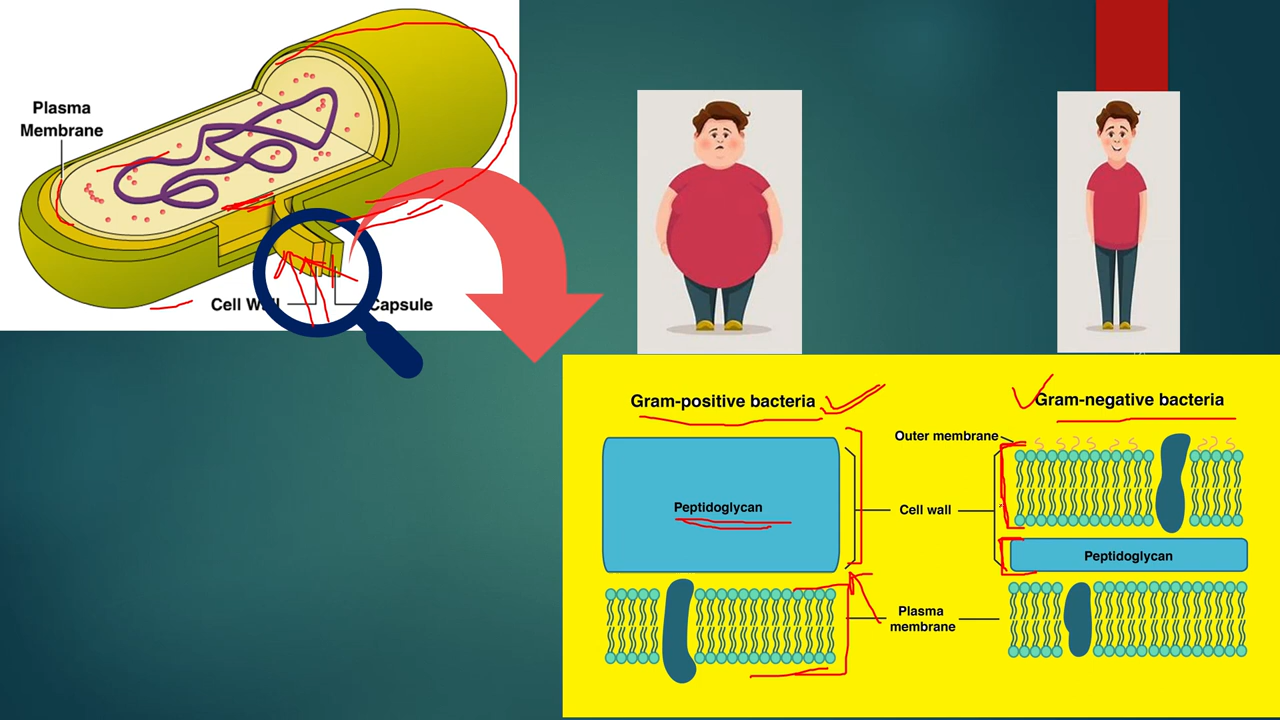 Plasma
Membrane
Cell Wall
Capsule
Gram-positive bacteria
Gram-negative bacteria
Outer membrane
Peptidoglycan
Cell wall
Peptidoglycan
Plasma
membrane